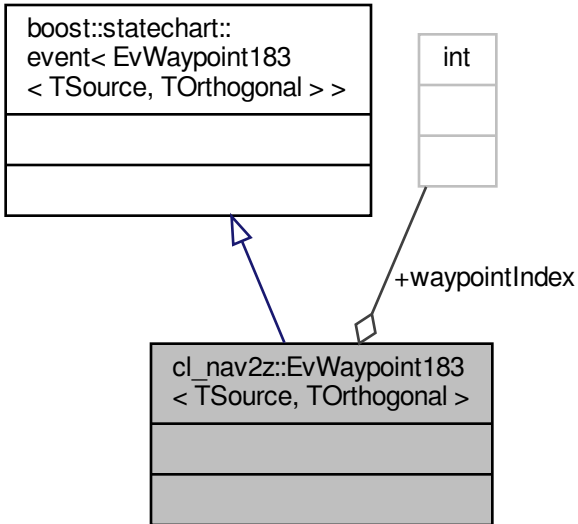 boost::statechart::
event< EvWaypoint183
< TSource, TOrthogonal > >
int
+waypointIndex
cl_nav2z::EvWaypoint183
< TSource, TOrthogonal >